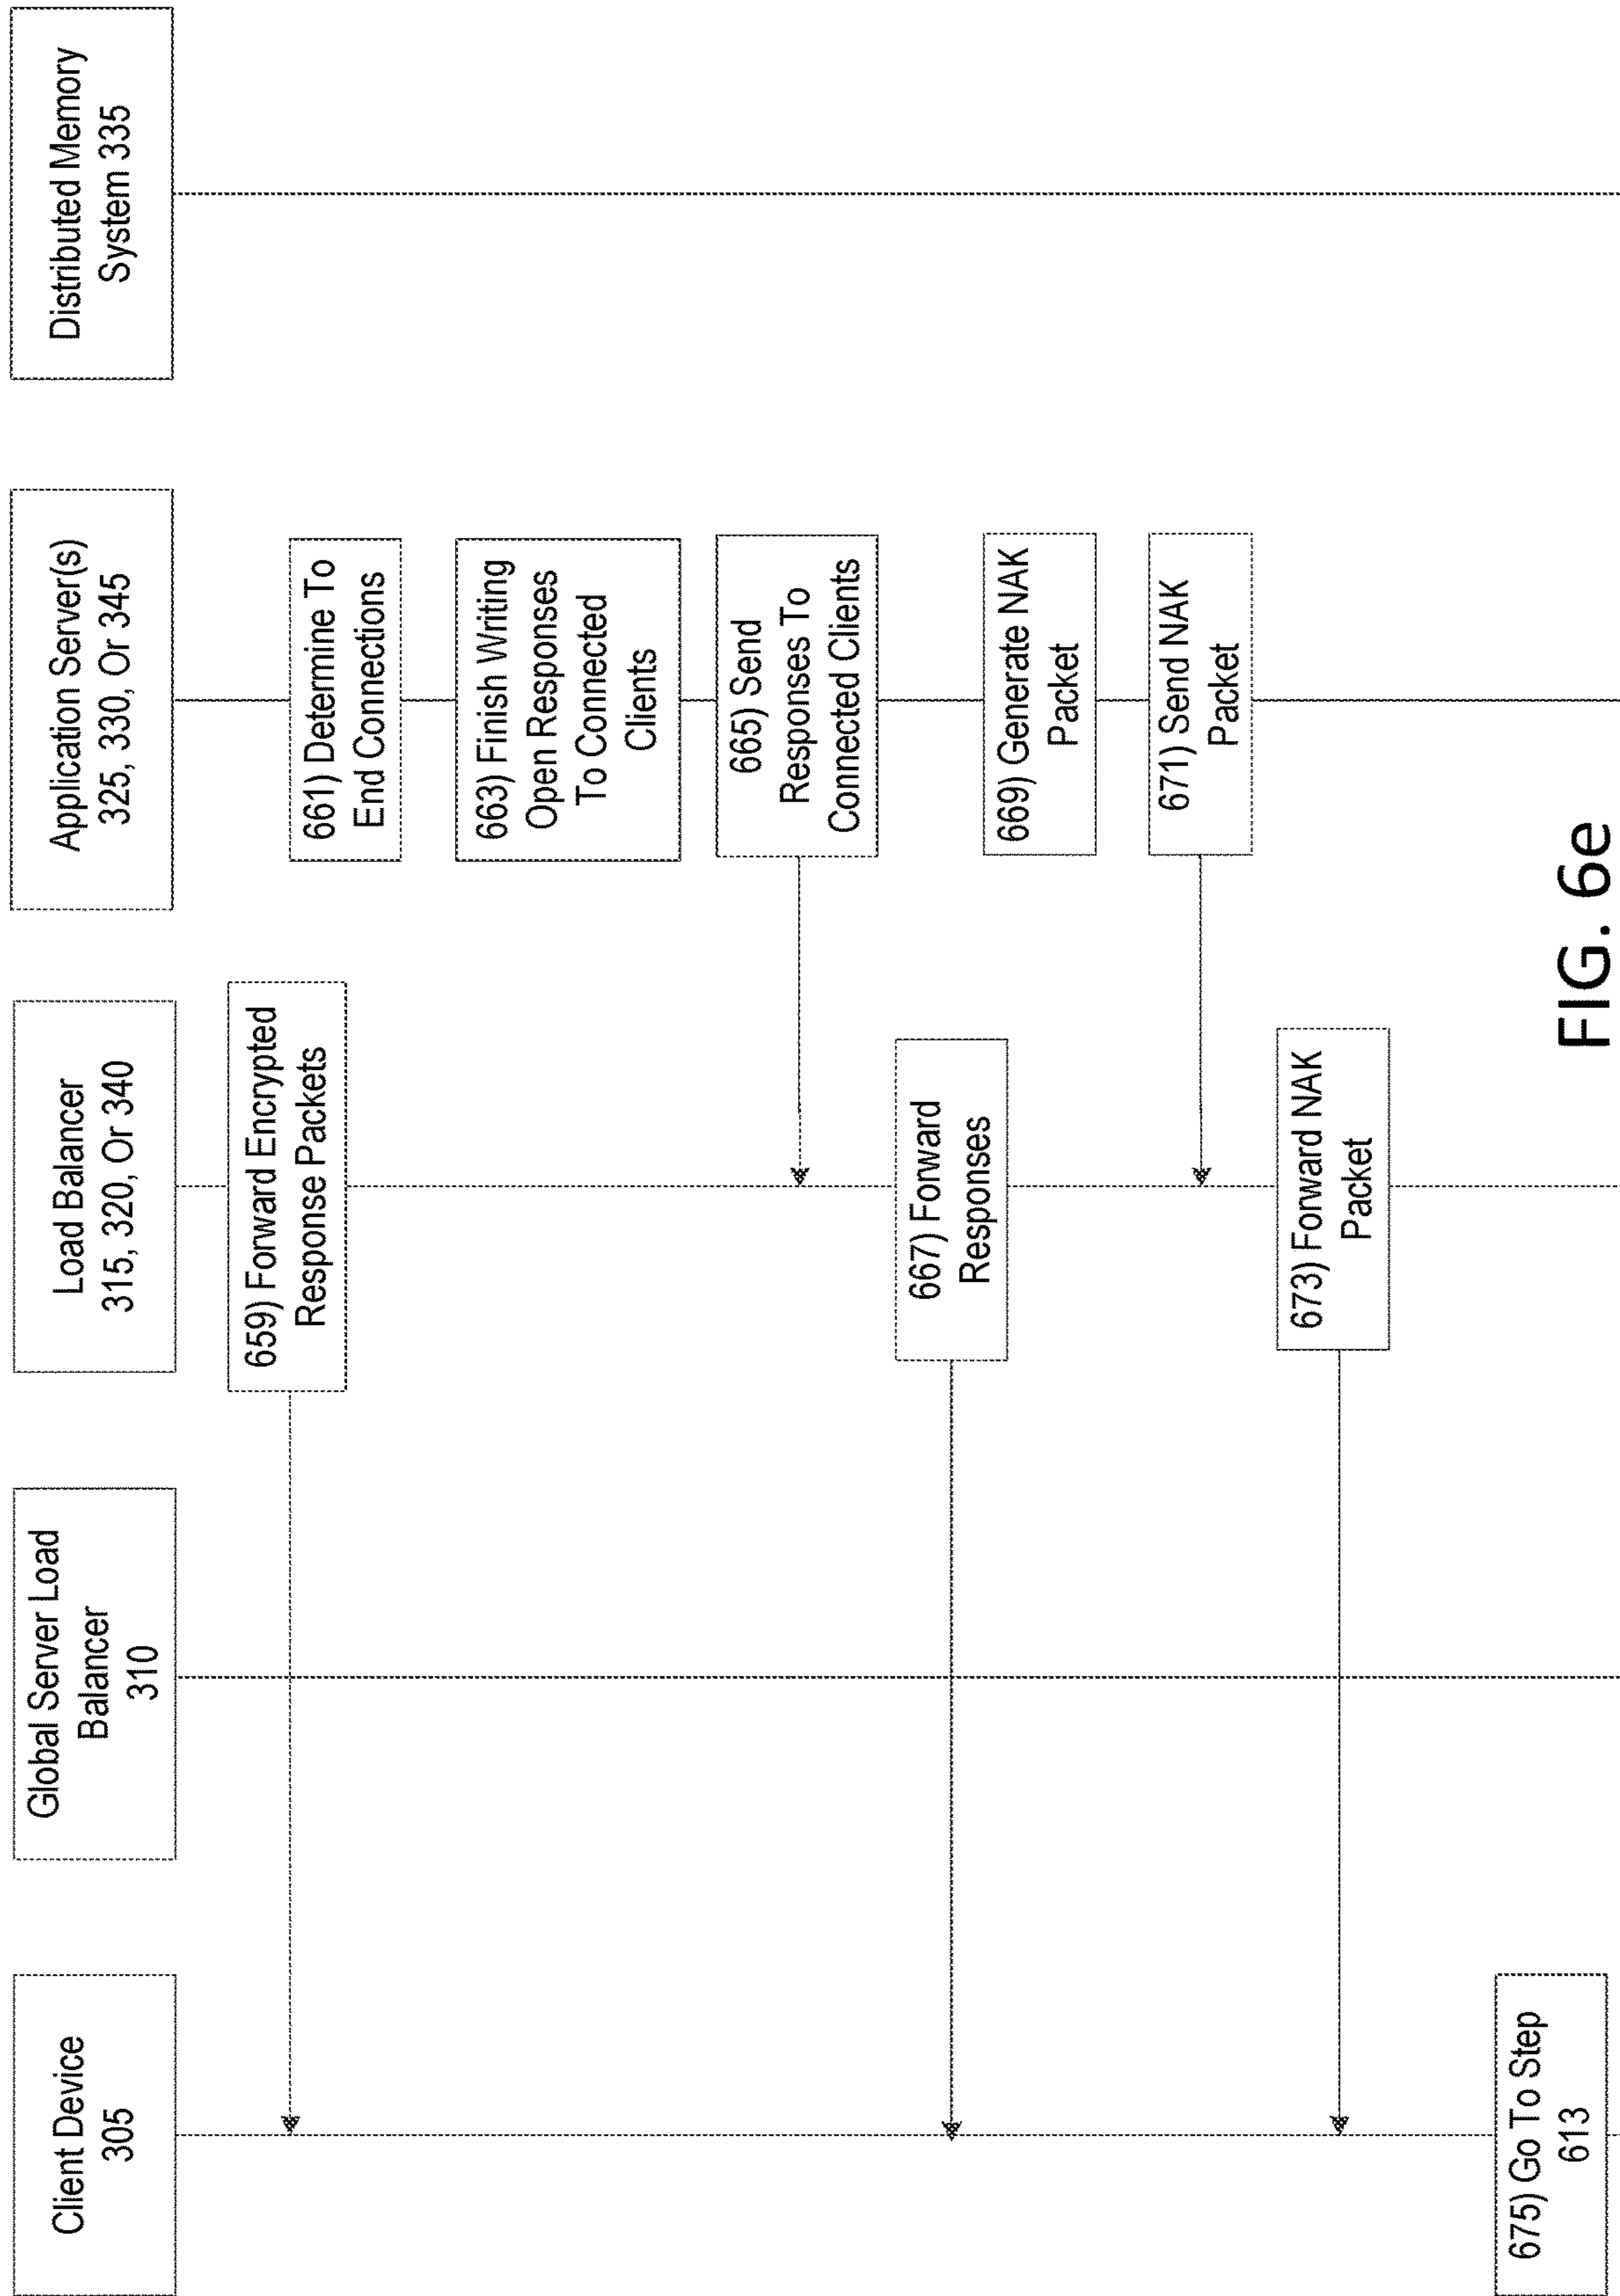 Client Device
305
Global Server Load
Balancer
310
Load Balancer
315, 320, Or 340
Application Server(s)
325, 330, Or 345
Distributed Memory
System 335
659) Forward Encrypted
Response Packets
661) Determine To
End Connections
663) Finish Writing
Open Responses
To Connected
Clients
665) Send
Responses To
Connected Clients
667) Forward
Responses
669) Generate NAK
Packet
671) Send NAK
Packet
673) Forward NAK
Packet
675) Go To Step
613
FIG. 6e